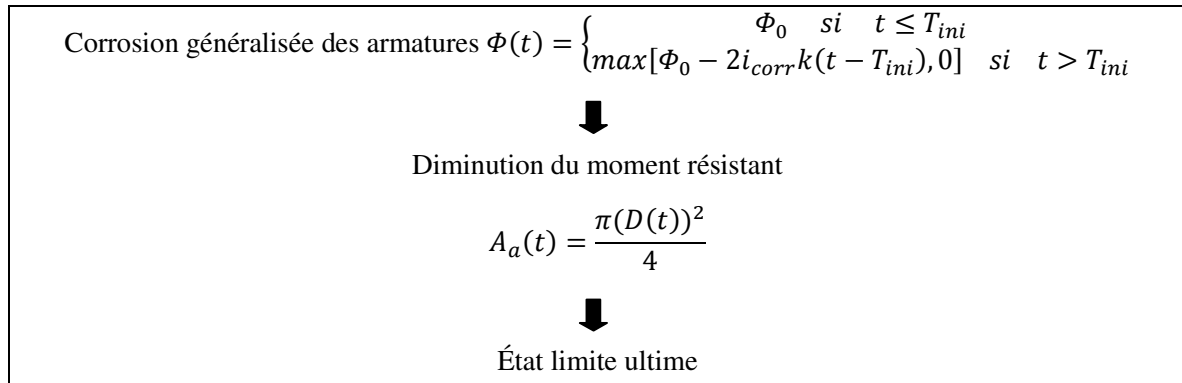 Corrosion généralisée des armatures Φ(t) = { Φ₀ si t ≤ T_ini
max[Φ₀ − 2i_corr k(t − T_ini), 0] si t > T_ini
Diminution du moment résistant
A_a(t) = π(D(t))² / 4
État limite ultime